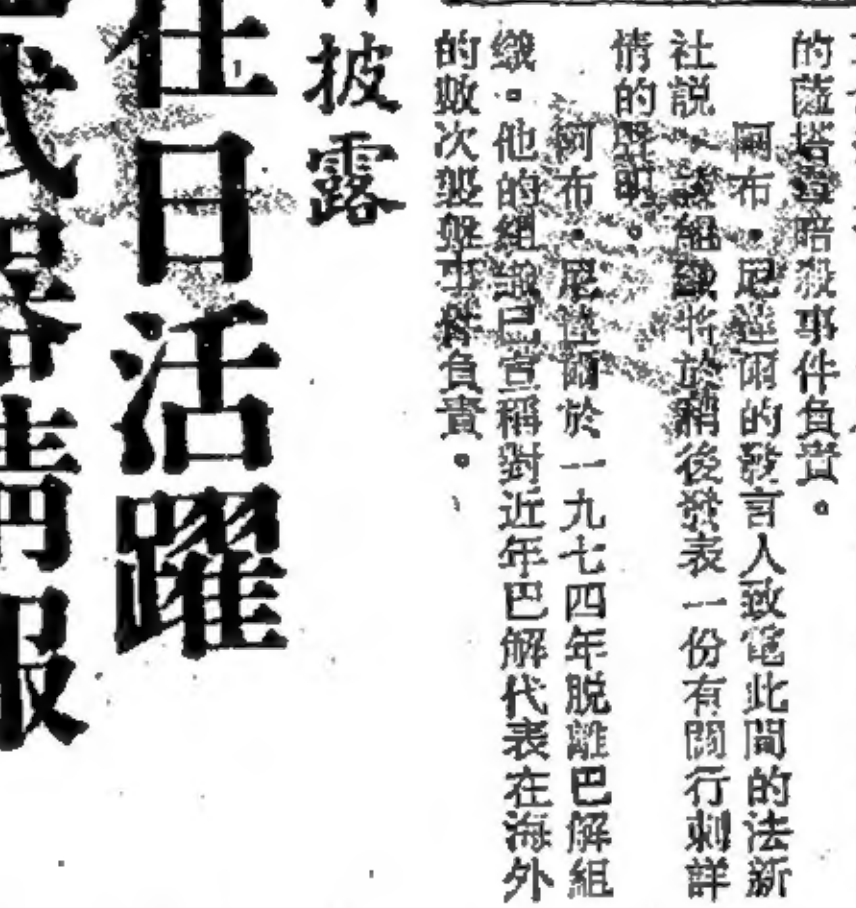 的薩塔韋暗殺事件負責。
阿布・尼達爾的發言人致電此間的法新
社說，該組織將於稍後發表一份有關行刺詳
情的聲明。
阿布・尼達爾於一九七四年脫離巴解組
織。他的組織已宣稱對近年巴解代表在海外
的數次襲擊事件負責。
披露
在日活躍
武器情報